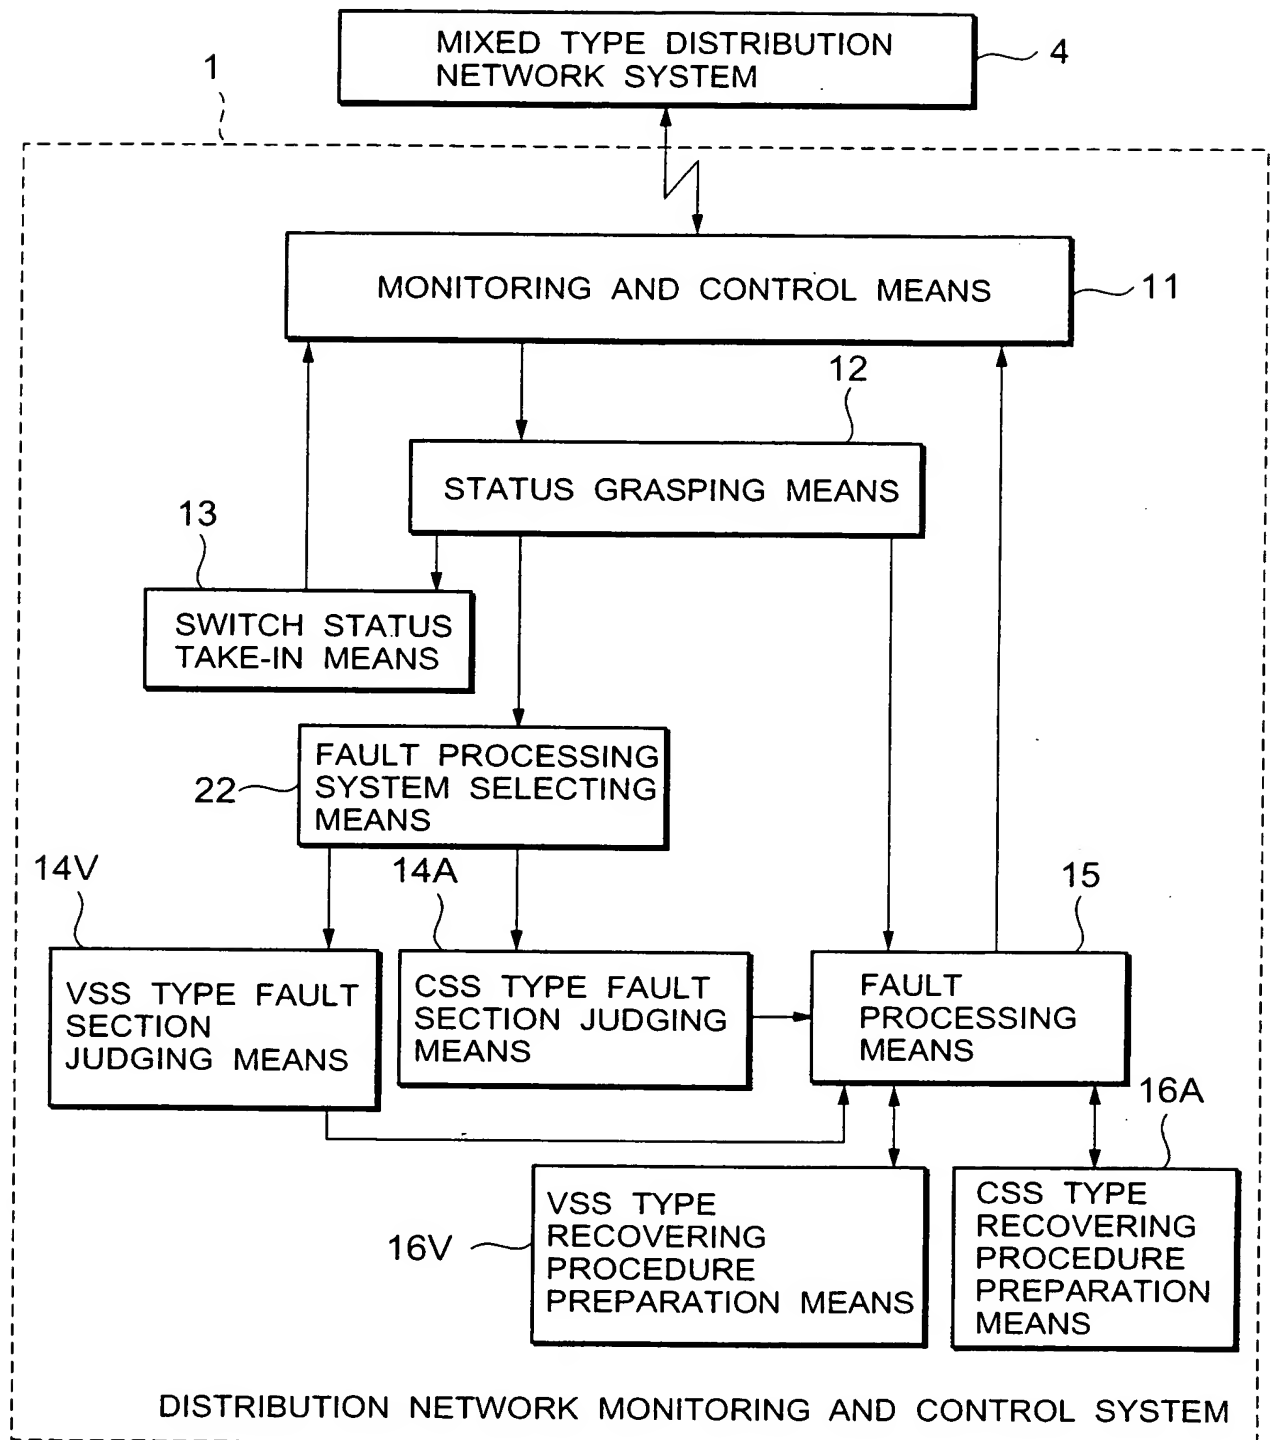 MIXED TYPE DISTRIBUTION
NETWORK SYSTEM
4
1
MONITORING AND CONTROL MEANS
11
12
STATUS GRASPING MEANS
13
SWITCH STATUS
TAKE-IN MEANS
FAULT PROCESSING
SYSTEM SELECTING
MEANS
22
14V
14A
15
VSS TYPE FAULT
SECTION
JUDGING MEANS
CSS TYPE FAULT
SECTION JUDGING
MEANS
FAULT
PROCESSING
MEANS
16A
VSS TYPE
RECOVERING
PROCEDURE
PREPARATION MEANS
16V
CSS TYPE
RECOVERING
PROCEDURE
PREPARATION
MEANS
DISTRIBUTION NETWORK MONITORING AND CONTROL SYSTEM